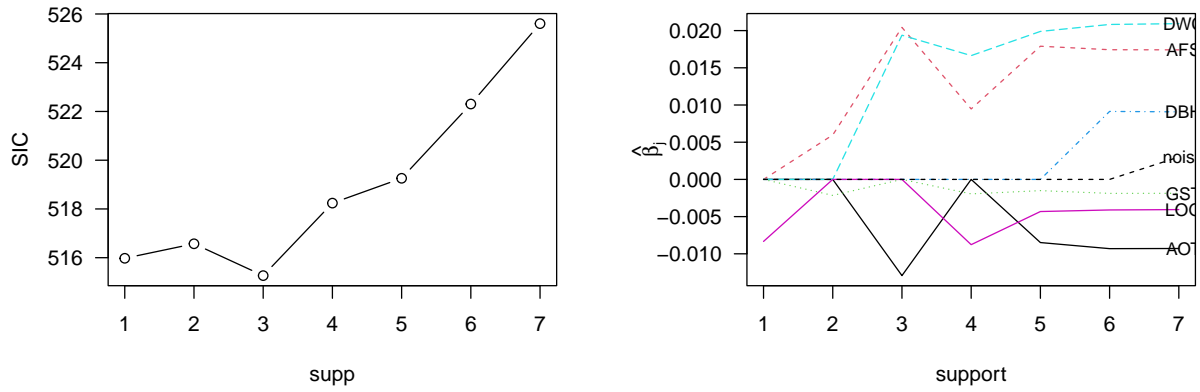 526
524
522
520
518
516
SIC
1 2 3 4 5 6 7
supp
0.020
0.015
0.010
0.005
0.000
−0.005
−0.010
β̂j
DWC
AFS
DBH
nois
GST
LOG
AOT
1 2 3 4 5 6 7
support